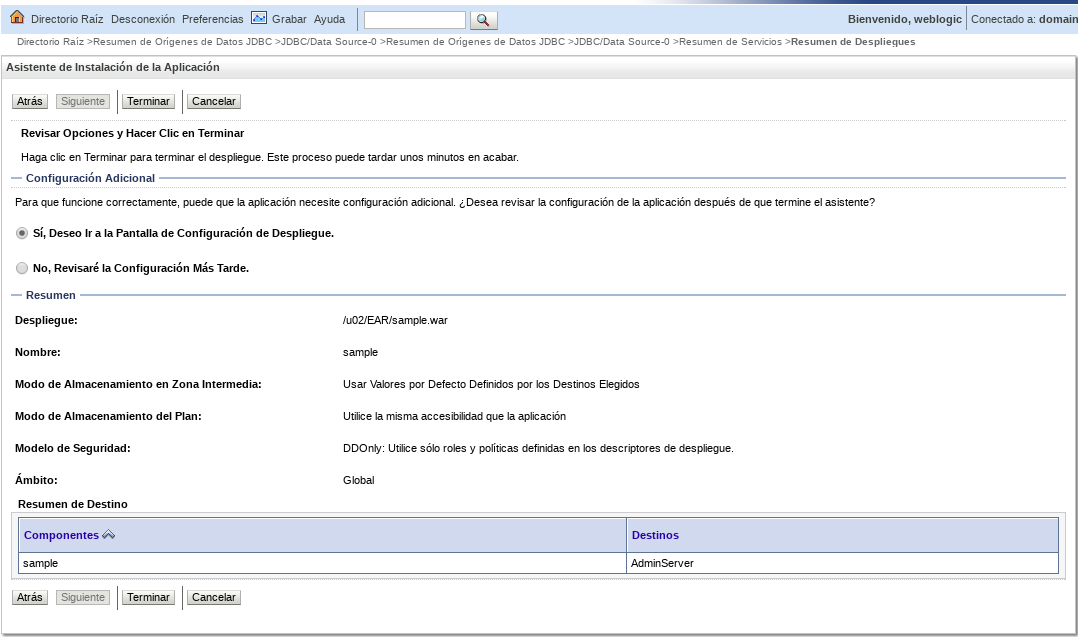 Directorio Raíz Desconexión Preferencias Grabar Ayuda Bienvenido, weblogic Conectado a: domain
Directorio Raíz >Resumen de Orígenes de Datos JDBC >JDBC/Data Source-0 >Resumen de Orígenes de Datos JDBC >JDBC/Data Source-0 >Resumen de Servicios >Resumen de Despliegues
Asistente de Instalación de la Aplicación
Atrás Siguiente Terminar Cancelar
Revisar Opciones y Hacer Clic en Terminar
Haga clic en Terminar para terminar el despliegue. Este proceso puede tardar unos minutos en acabar.
Configuración Adicional
Para que funcione correctamente, puede que la aplicación necesite configuración adicional. ¿Desea revisar la configuración de la aplicación después de que termine el asistente?
Sí, Deseo Ir a la Pantalla de Configuración de Despliegue.
No, Revisaré la Configuración Más Tarde.
Resumen
Despliegue: /u02/EAR/sample.war
Nombre: sample
Modo de Almacenamiento en Zona Intermedia: Usar Valores por Defecto Definidos por los Destinos Elegidos
Modo de Almacenamiento del Plan: Utilice la misma accesibilidad que la aplicación
Modelo de Seguridad: DDOnly: Utilice sólo roles y políticas definidas en los descriptores de despliegue.
Ámbito: Global
Resumen de Destino
Componentes Destinos
sample AdminServer
Atrás Siguiente Terminar Cancelar